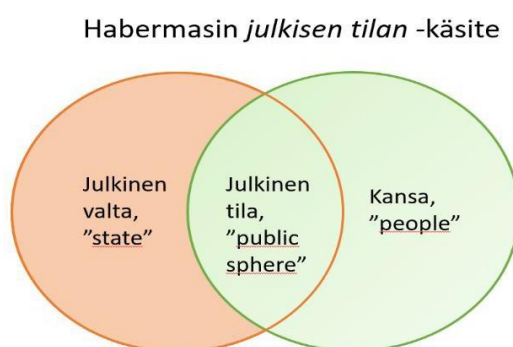 Habermasin julkisen tilan -käsite
Julkinen
valta,
”state”
Julkinen
tila,
”public
sphere”
Kansa,
”people”